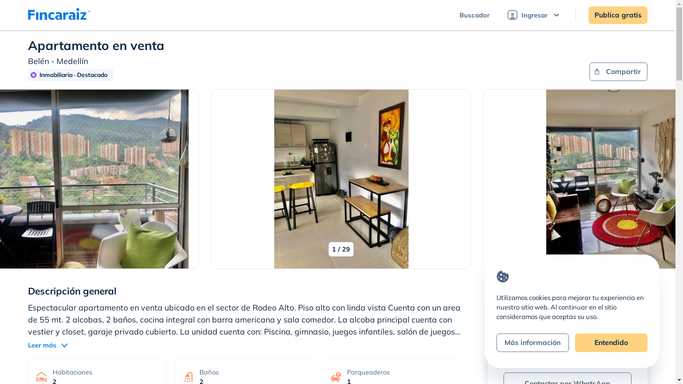 Fincaraiz
Buscador
Ingresar
Publica gratis
Apartamento en venta
Belén - Medellín
Inmobiliaria · Destacado
Compartir
1 / 29
Descripción general
Espectacular apartamento en venta ubicado en el sector de Rodeo Alto. Piso alto con linda vista Cuenta con un area
de 55 mt. 2 alcobas, 2 baños, cocina integral con barra americana y sala comedor. La alcoba principal cuenta con
vestier y closet, garaje privado cubierto. La unidad cuenta con: Piscina, gimnasio, juegos infantiles, salón de juegos...
Leer más
Habitaciones
2
Baños
2
Parqueaderos
1
Utilizamos cookies para mejorar tu experiencia en
nuestro sitio web. Al continuar en el sitio
consideramos que aceptas su uso.
Más información
Entendido
Contactar por WhatsApp